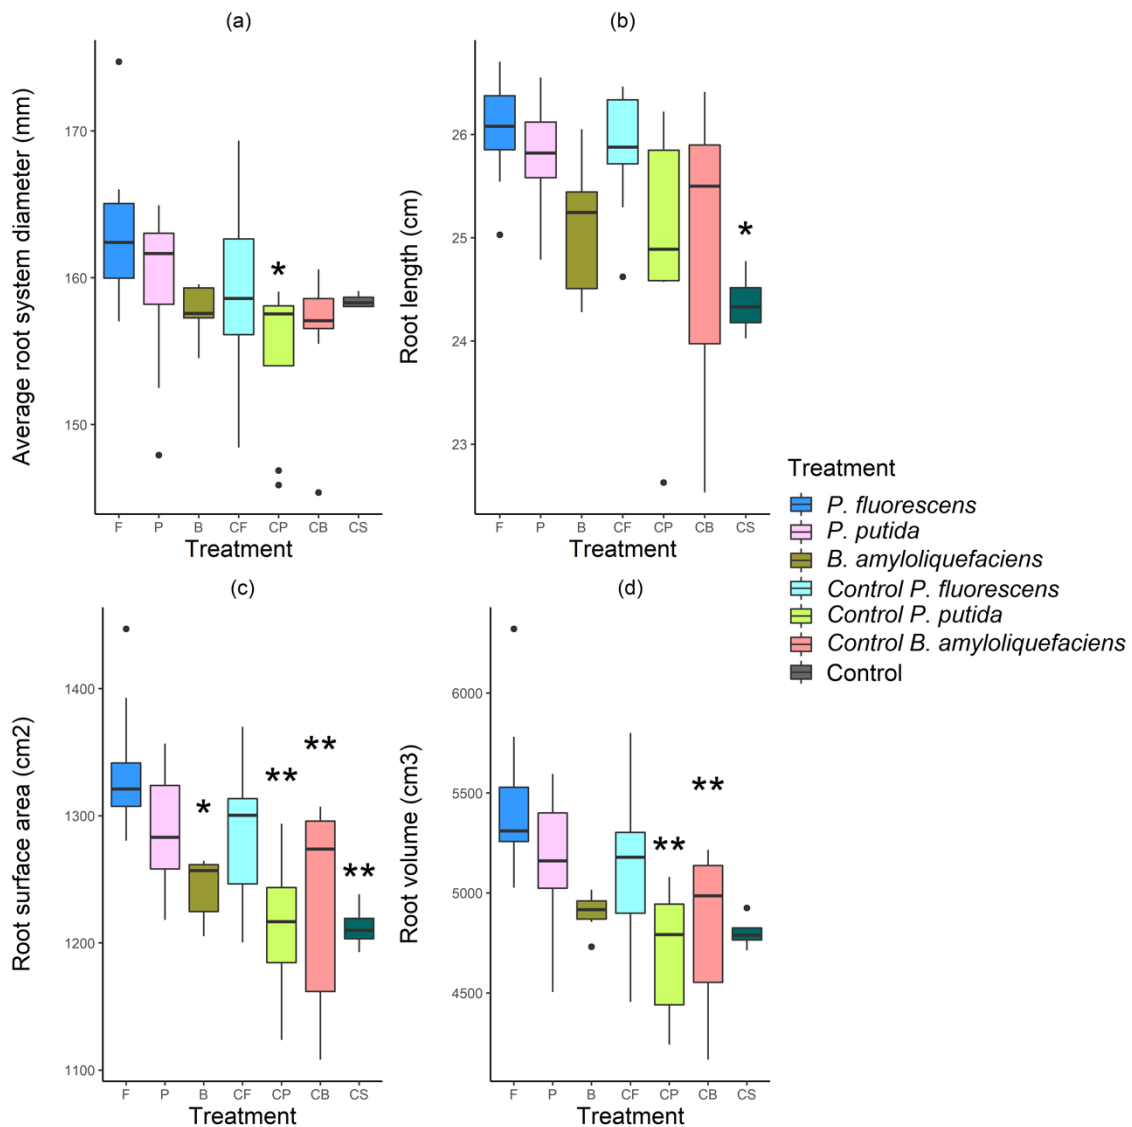 (a)
Average root system diameter (mm)
170
160
150
F P B CF CP CB CS
*
Treatment
(b)
Root length (cm)
26
25
24
23
*
F P B CF CP CB CS
Treatment
Treatment
P. fluorescens
P. putida
B. amyloliquefaciens
Control P. fluorescens
Control P. putida
Control B. amyloliquefaciens
Control
(c)
Root surface area (cm2)
1400
1300
1200
1100
*
**
**
**
F P B CF CP CB CS
Treatment
(d)
Root volume (cm3)
6000
5500
5000
4500
**
**
F P B CF CP CB CS
Treatment